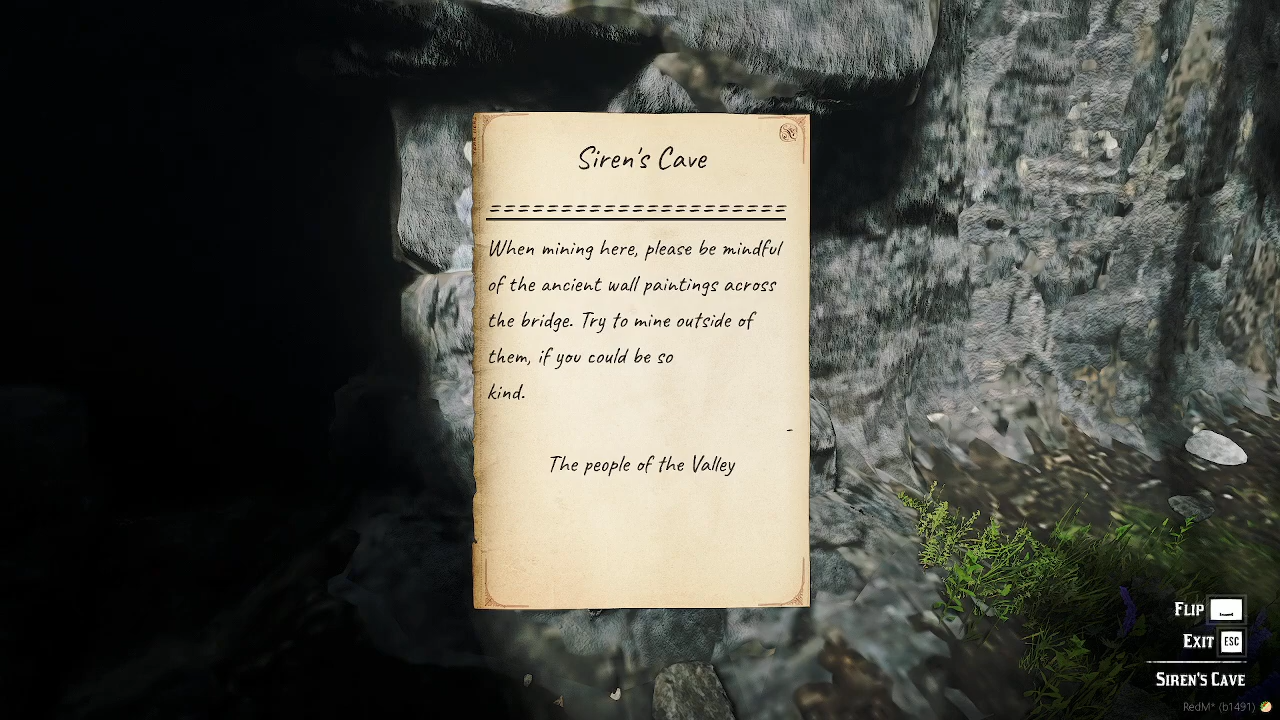 Siren's Cave
When mining here, please be mindful
of the ancient wall paintings across
the bridge. Try to mine outside of
them, if you could be so
kind.
-
The people of the Valley
FLIP
EXIT ESC
SIREN'S CAVE
RedM* (b1491)